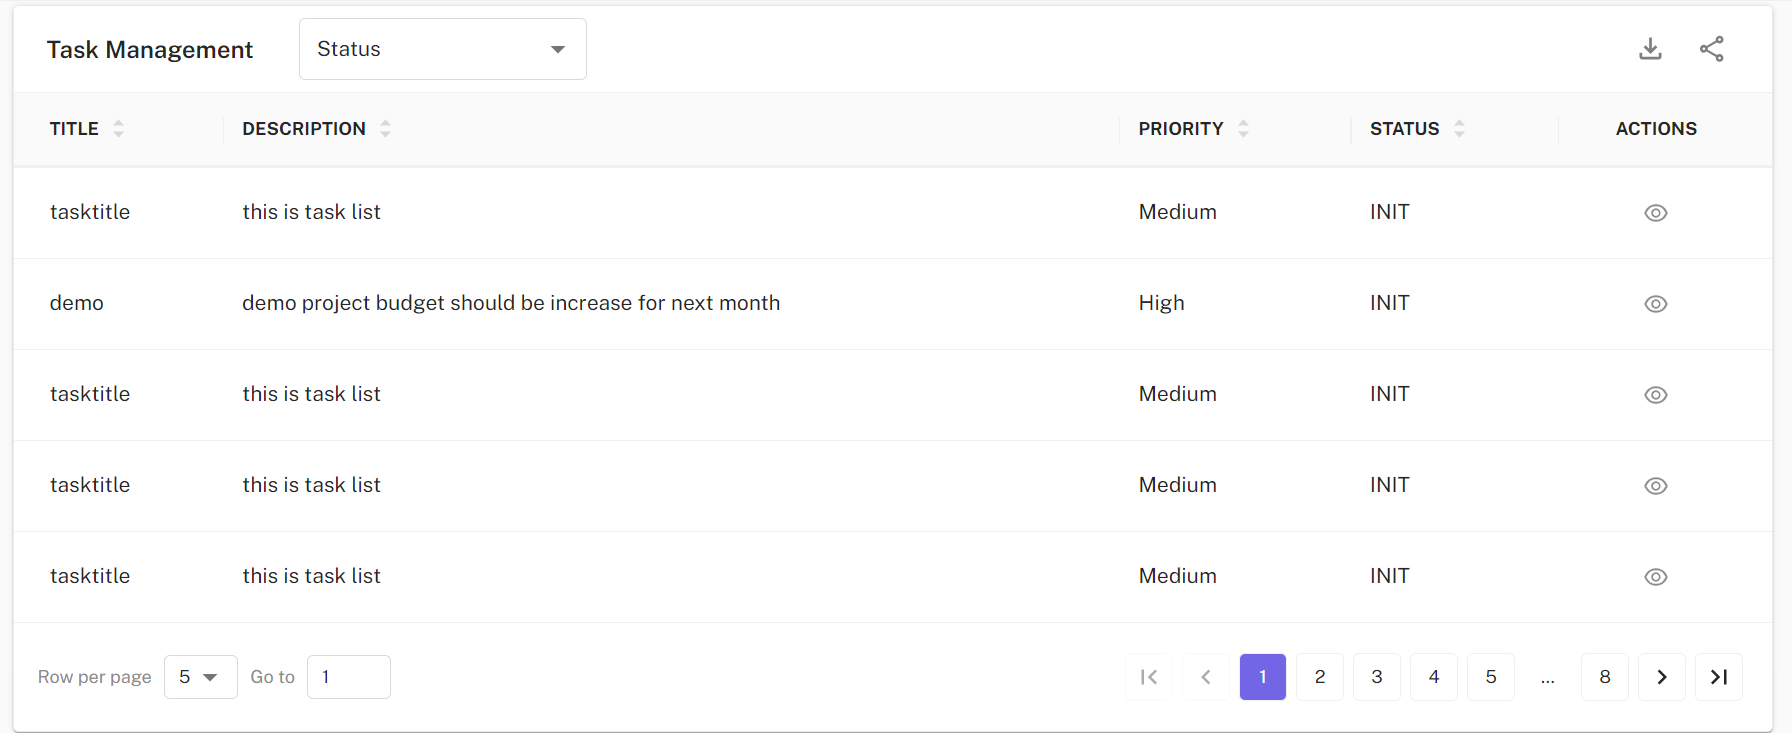 Task Management Status
TITLE DESCRIPTION PRIORITY STATUS ACTIONS
tasktitle this is task list Medium INIT
demo demo project budget should be increase for next month High INIT
tasktitle this is task list Medium INIT
tasktitle this is task list Medium INIT
tasktitle this is task list Medium INIT
Row per page 5 Go to 1 1 2 3 4 5 ... 8